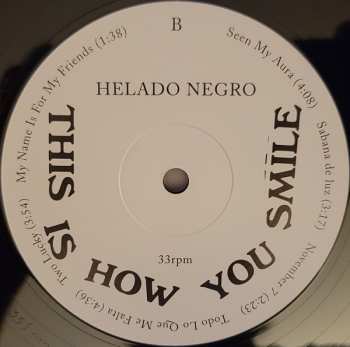 B
HELADO NEGRO
THIS IS HOW YOU SMILE
33rpm
Seen My Aura (4:08)
Sabana de luz (3:17)
November 7 (2:23)
Todo Lo Que Me Falta (4:36)
Two Lucky (3:54)
My Name Is For My Friends (1:38)